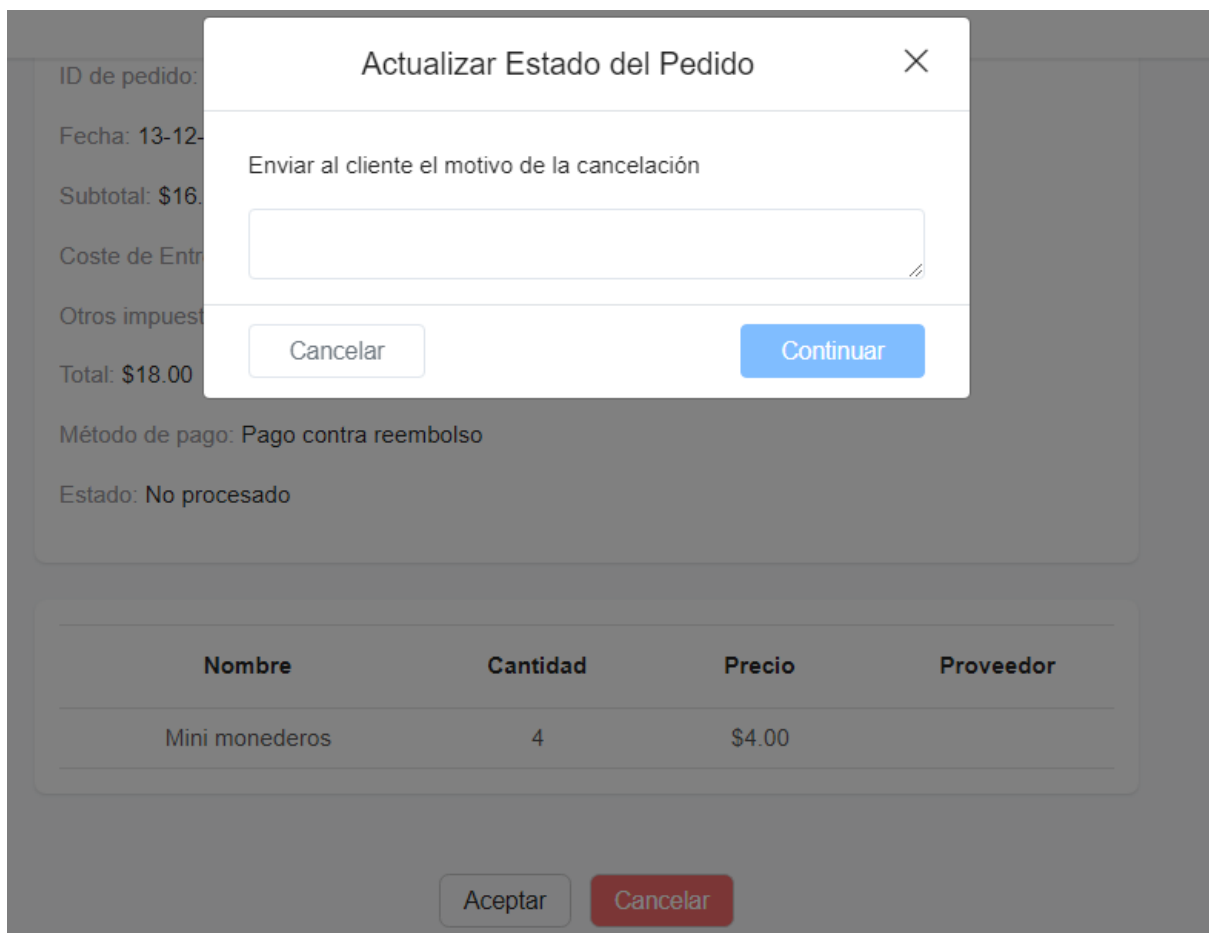 Actualizar Estado del Pedido
Enviar al cliente el motivo de la cancelación
Cancelar Continuar
ID de pedido:
Fecha: 13-12-
Subtotal: $16.
Coste de Entr
Otros impuest
Total: $18.00
Método de pago: Pago contra reembolso
Estado: No procesado
Nombre Cantidad Precio Proveedor
Mini monederos 4 $4.00
Aceptar Cancelar